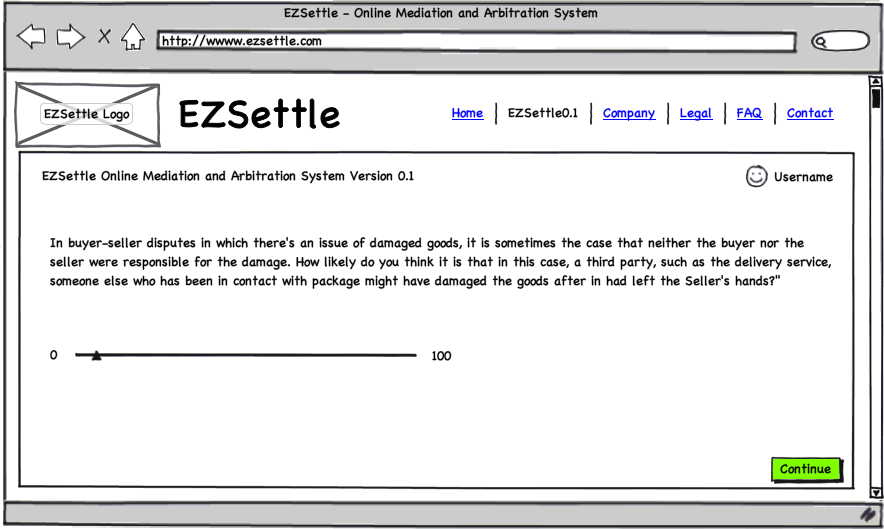 EZSettle - Online Mediation and Arbitration System
http://wwww.ezsettle.com
EZSettle Logo
EZSettle
Home | EZSettle0.1 | Company | Legal | FAQ | Contact
EZSettle Online Mediation and Arbitration System Version 0.1
Username
In buyer-seller disputes in which there's an issue of damaged goods, it is sometimes the case that neither the buyer nor the
seller were responsible for the damage. How likely do you think it is that in this case, a third party, such as the delivery service,
someone else who has been in contact with package might have damaged the goods after in had left the Seller's hands?"
0
100
Continue